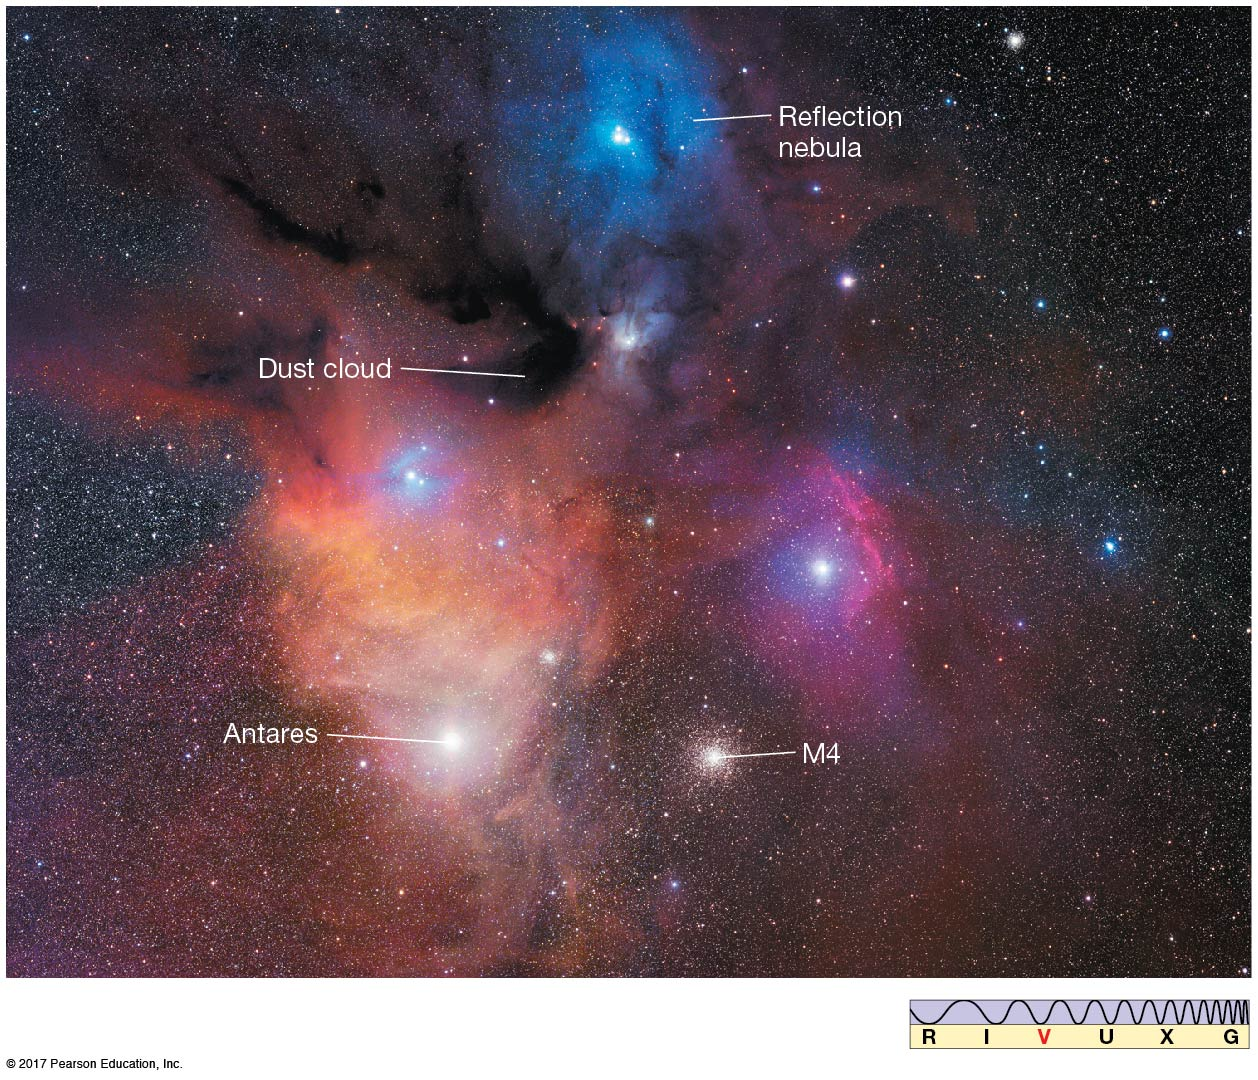 Reflection
nebula
Dust cloud
Antares
M4
R I V U X G
© 2017 Pearson Education, Inc.